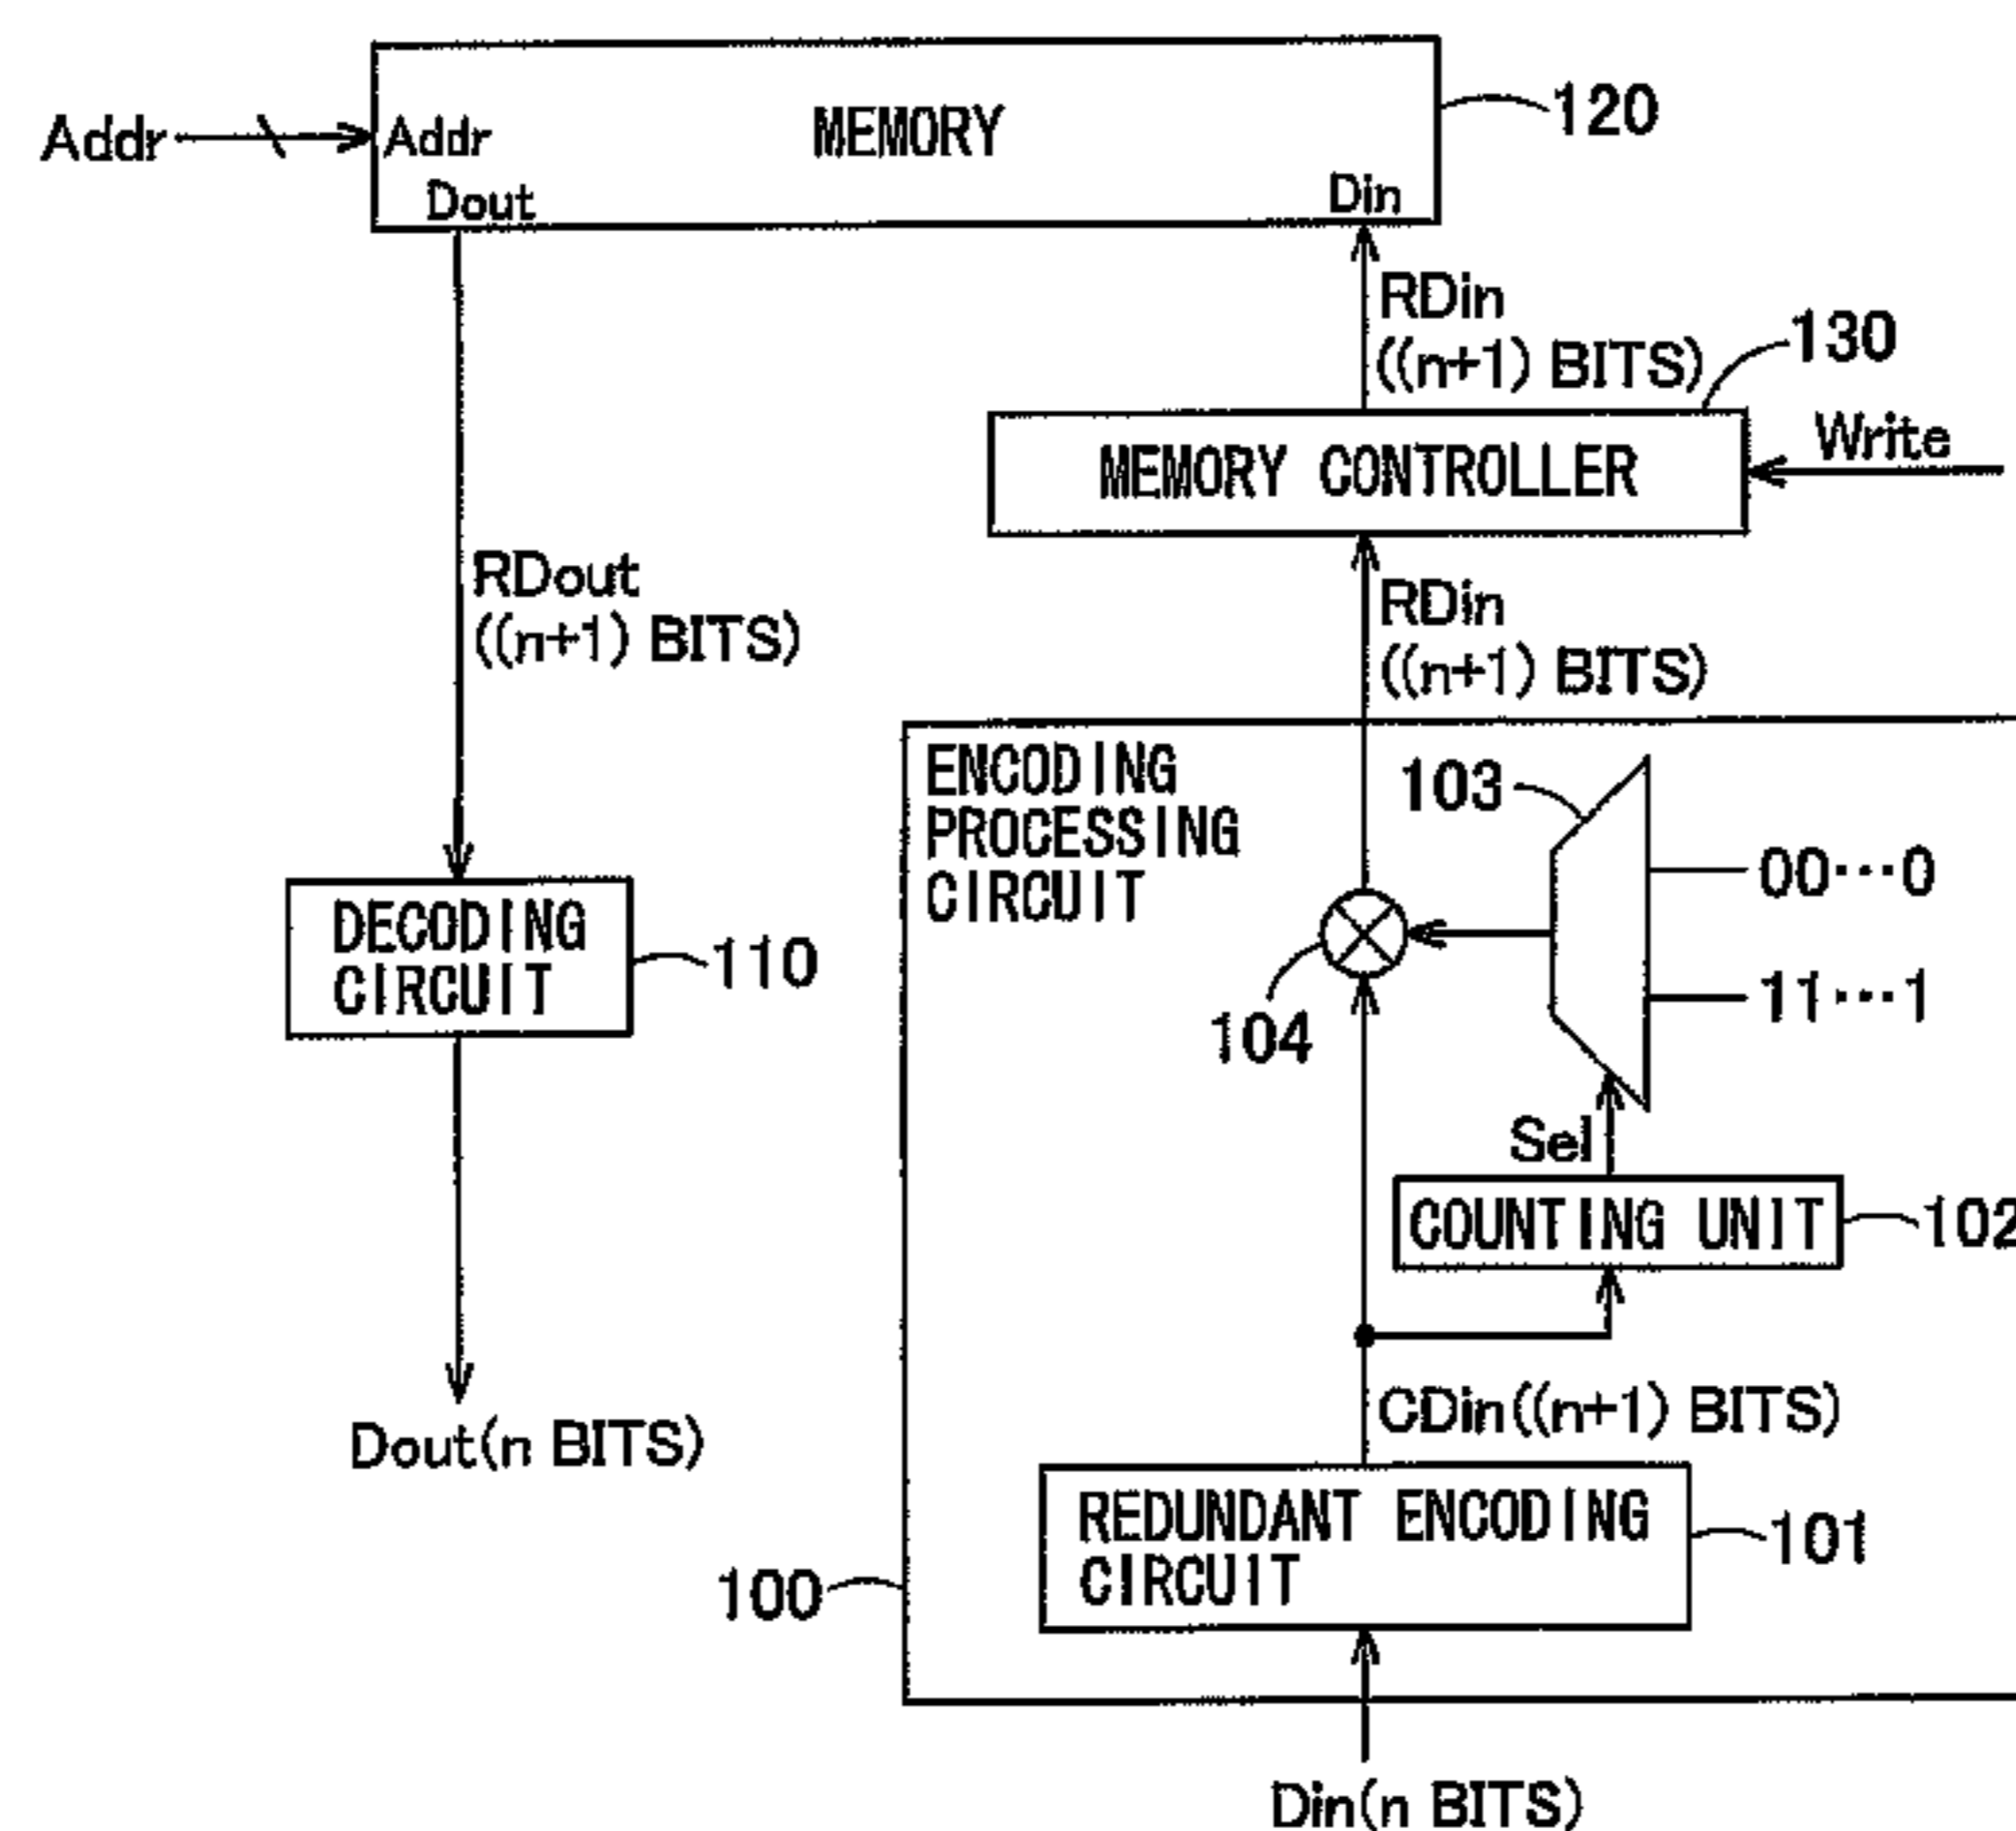 MEMORY
120
Addr
Addr
Dout
Din
RDin
((n+1) BITS)
130
MEMORY CONTROLLER
Write
RDout
((n+1) BITS)
RDin
((n+1) BITS)
ENCODING
PROCESSING
CIRCUIT
103
00···0
11···1
104
DECODING
CIRCUIT
110
Sel
COUNTING UNIT
102
CDin((n+1) BITS)
Dout(n BITS)
REDUNDANT ENCODING
CIRCUIT
101
100
Din(n BITS)